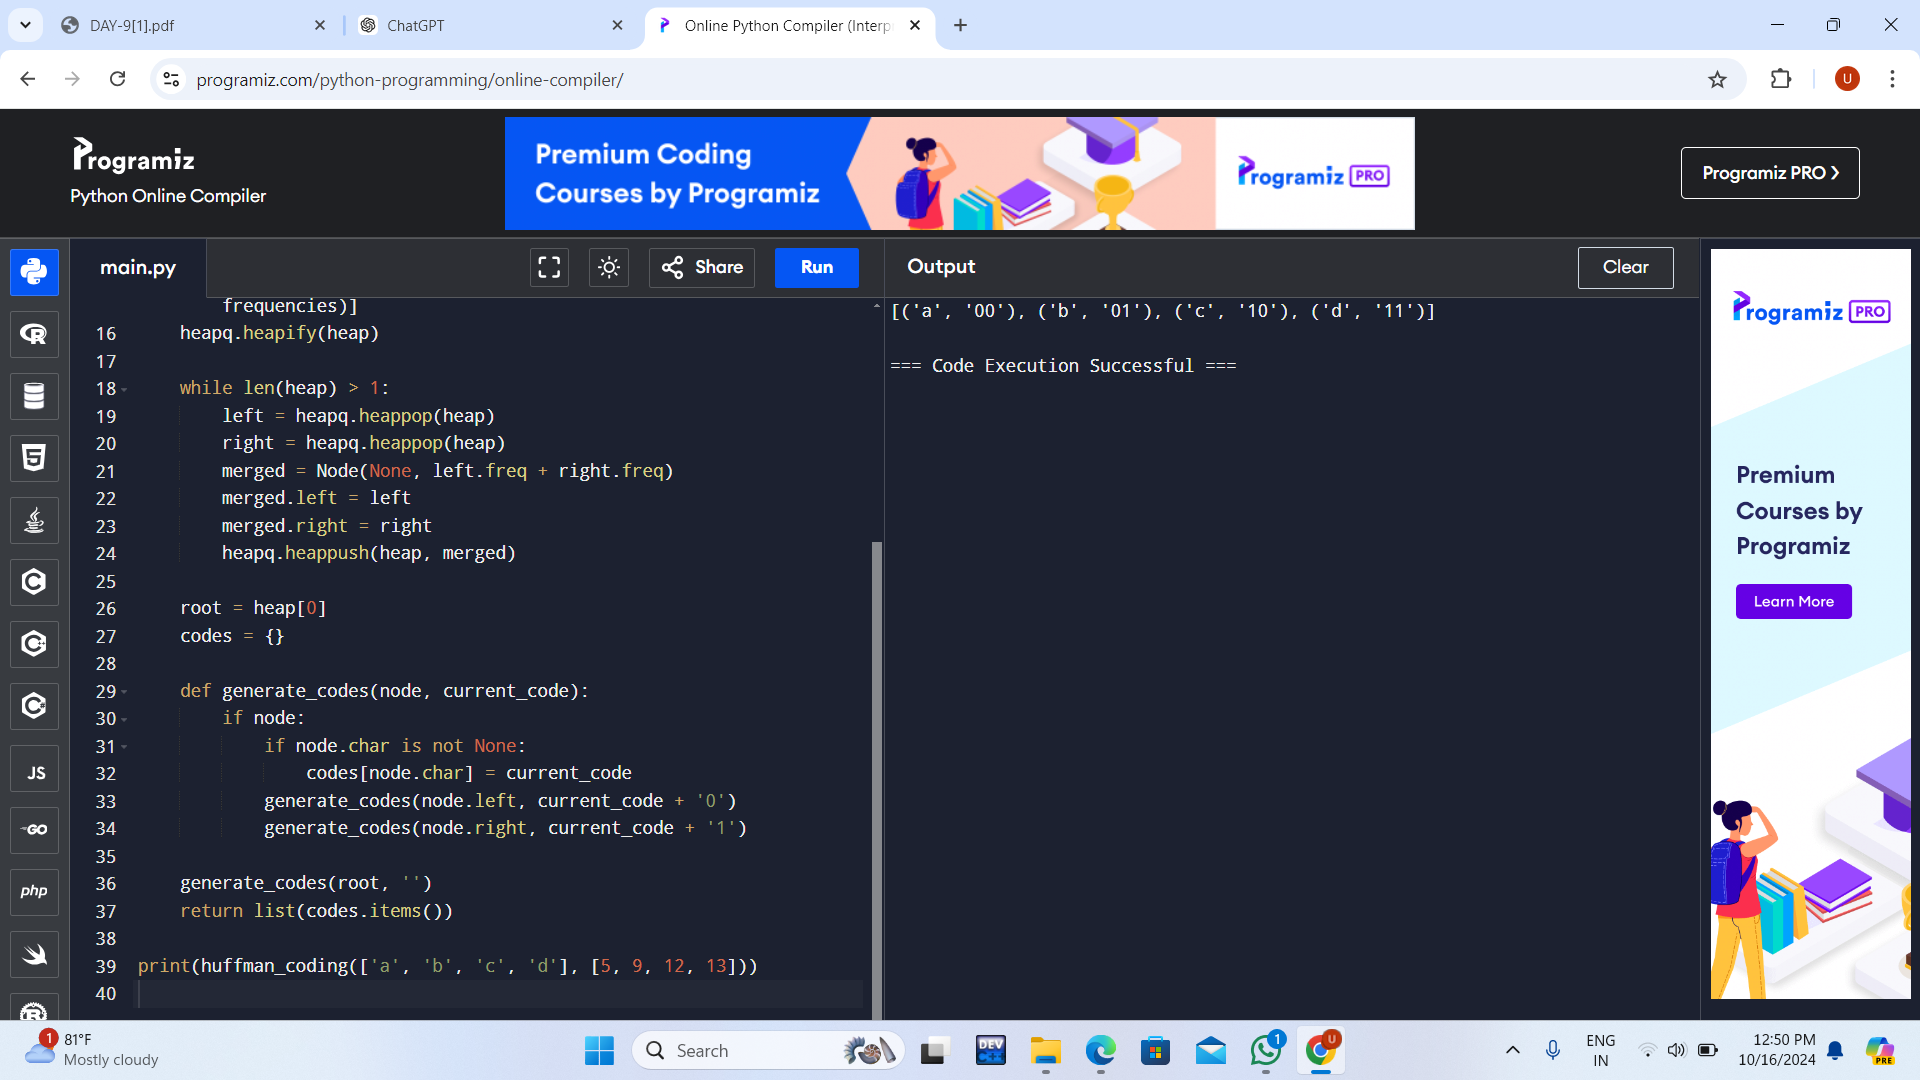 DAY-9[1].pdf
ChatGPT
Online Python Compiler (Interp
programiz.com/python-programming/online-compiler/
U
Programiz
Python Online Compiler
Premium Coding
Courses by Programiz
Programiz PRO
Programiz PRO ❯
main.py
Share
Run
Output
Clear
frequencies)]
16 heapq.heapify(heap)
17
18 while len(heap) > 1:
19 left = heapq.heappop(heap)
20 right = heapq.heappop(heap)
21 merged = Node(None, left.freq + right.freq)
22 merged.left = left
23 merged.right = right
24 heapq.heappush(heap, merged)
25
26 root = heap[0]
27 codes = {}
28
29 def generate_codes(node, current_code):
30 if node:
31 if node.char is not None:
32 codes[node.char] = current_code
33 generate_codes(node.left, current_code + '0')
34 generate_codes(node.right, current_code + '1')
35
36 generate_codes(root, '')
37 return list(codes.items())
38
39 print(huffman_coding(['a', 'b', 'c', 'd'], [5, 9, 12, 13]))
40
[('a', '00'), ('b', '01'), ('c', '10'), ('d', '11')]
=== Code Execution Successful ===
JS
GO
php
Programiz PRO
Premium
Courses by
Programiz
Learn More
1
81°F
Mostly cloudy
Search
DEV
C++
1
U
ENG
IN
12:50 PM
10/16/2024
PRE